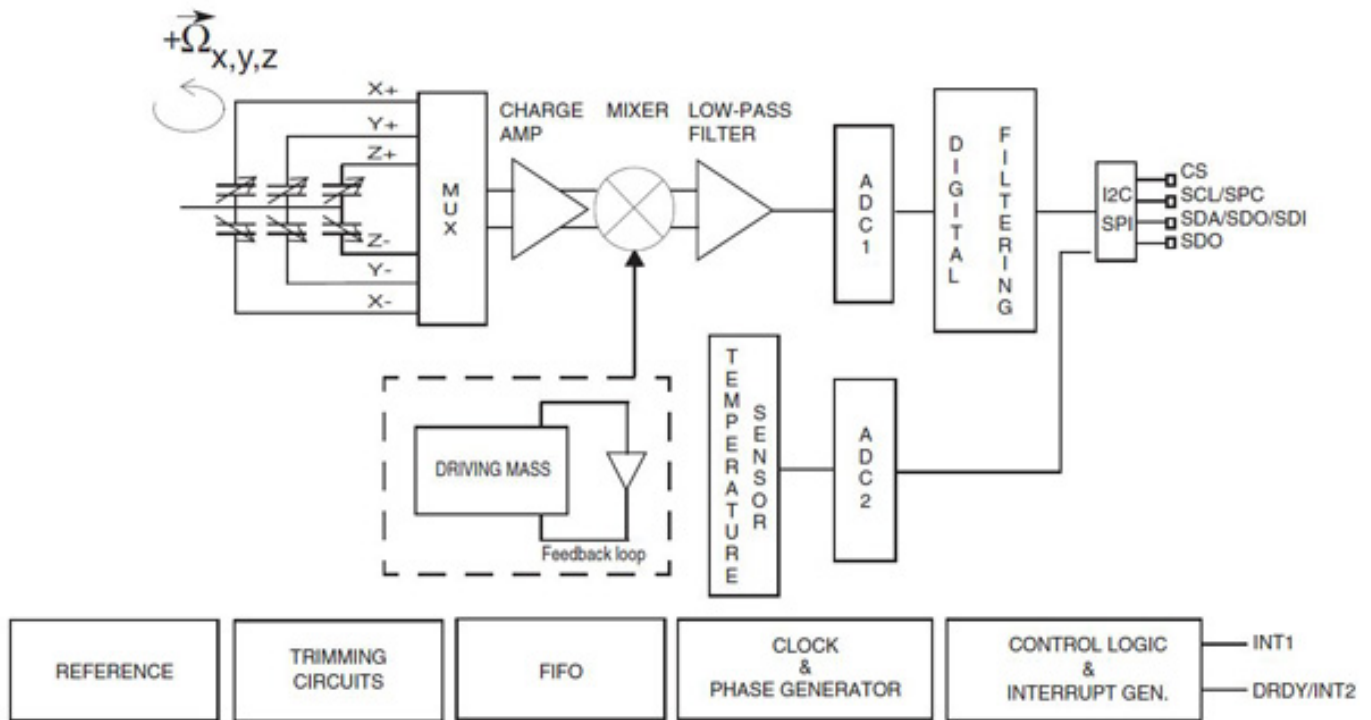 +Ω x,y,z
X+
Y+
Z+
Z-
Y-
X-
MUX
CHARGE
AMP
MIXER
LOW-PASS
FILTER
ADC1
DIGITAL
FILTERING
I2C
SPI
CS
SCL/SPC
SDA/SDO/SDI
SDO
DRIVING MASS
Feedback loop
TEMPERATURE
SENSOR
ADC2
REFERENCE
TRIMMING
CIRCUITS
FIFO
CLOCK
&
PHASE GENERATOR
CONTROL LOGIC
&
INTERRUPT GEN.
INT1
DRDY/INT2